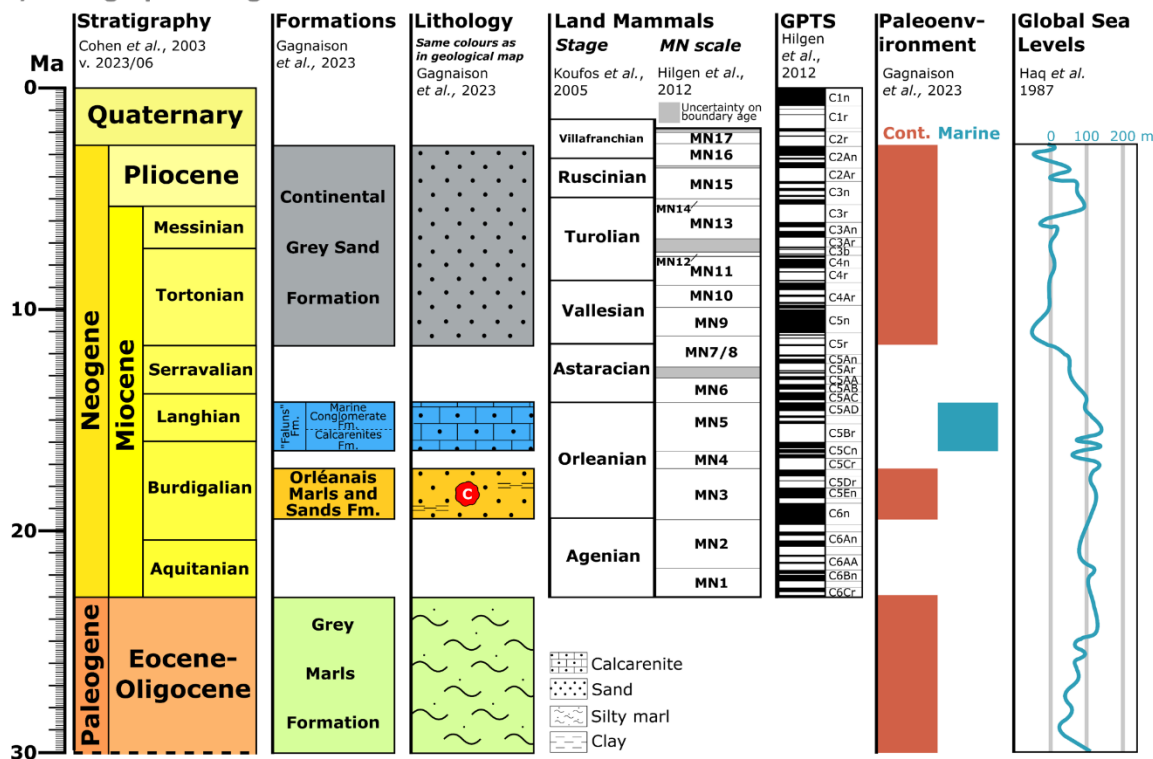 Stratigraphy
Cohen et al., 2003
v. 2023/06
Formations
Gagnaison
et al., 2023
Lithology
Same colours as
in geological map
Gagnaison
et al., 2023
Land Mammals
Stage
Koufos et al.,
2005
MN scale
Hilgen et al.,
2012
Uncertainty on
boundary age
GPTS
Hilgen
et al.,
2012
Paleoenv-
ironment
Gagnaison
et al., 2023
Cont. Marine
Global Sea
Levels
Haq et al.
1987
0 100 200 m
Ma
0
10
20
30
Quaternary
Neogene
Pliocene
Miocene
Messinian
Tortonian
Serravalian
Langhian
Burdigalian
Aquitanian
Paleogene
Eocene-
Oligocene
Continental
Grey Sand
Formation
"Faluns"
Fm.
Marine
Conglomerate
Fm.
Calcarenites
Fm.
Orléanais
Marls and
Sands Fm.
Grey
Marls
Formation
C
Calcarenite
Sand
Silty marl
Clay
Villafranchian
Ruscinian
Turolian
Vallesian
Astaracian
Orleanian
Agenian
MN17
MN16
MN15
MN14
MN13
MN12
MN11
MN10
MN9
MN7/8
MN6
MN5
MN4
MN3
MN2
MN1
C1n
C1r
C2r
C2An
C2Ar
C3n
C3r
C3An
C3Ar
C3b
C4n
C4r
C4Ar
C5n
C5r
C5An
C5Ar
C5AA
C5AB
C5AC
C5AD
C5Br
C5Cn
C5Cr
C5Dr
C5En
C6n
C6An
C6AA
C6Bn
C6Cr